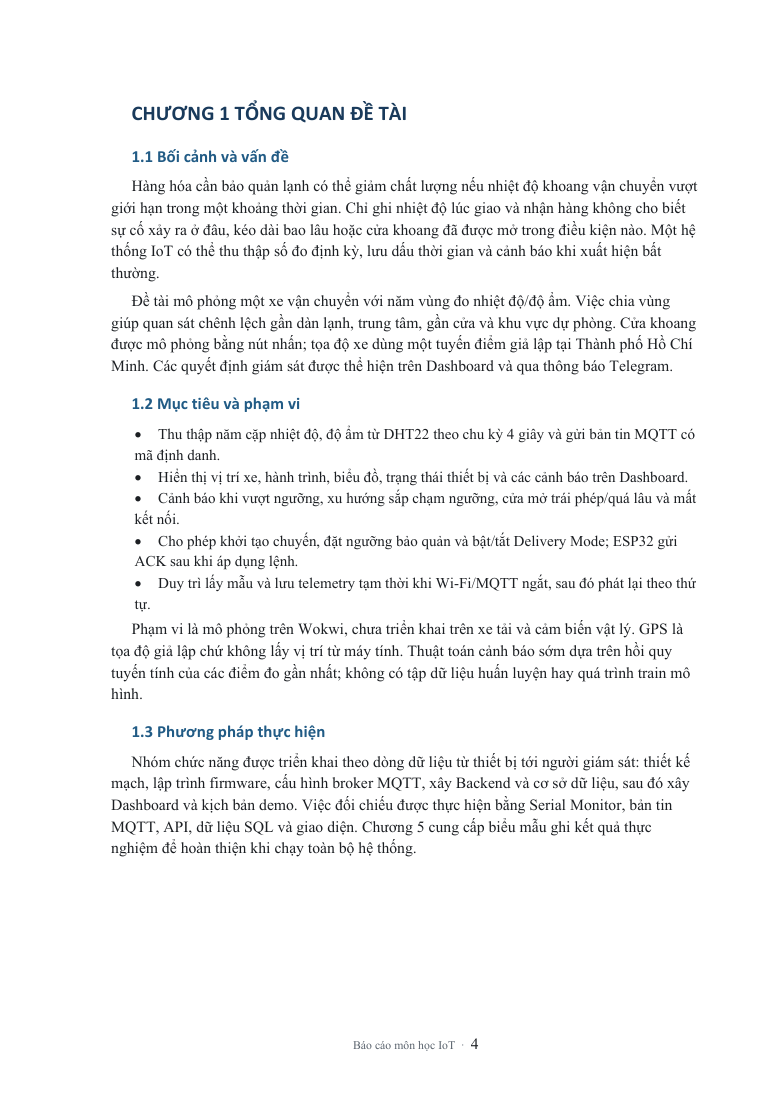 CHƯƠNG 1 TỔNG QUAN ĐỀ TÀI
1.1 Bối cảnh và vấn đề
Hàng hóa cần bảo quản lạnh có thể giảm chất lượng nếu nhiệt độ khoang vận chuyển vượt
giới hạn trong một khoảng thời gian. Chỉ ghi nhiệt độ lúc giao và nhận hàng không cho biết
sự cố xảy ra ở đâu, kéo dài bao lâu hoặc cửa khoang đã được mở trong điều kiện nào. Một hệ
thống IoT có thể thu thập số đo định kỳ, lưu dấu thời gian và cảnh báo khi xuất hiện bất
thường.
Đề tài mô phỏng một xe vận chuyển với năm vùng đo nhiệt độ/độ ẩm. Việc chia vùng
giúp quan sát chênh lệch gần dàn lạnh, trung tâm, gần cửa và khu vực dự phòng. Cửa khoang
được mô phỏng bằng nút nhấn; tọa độ xe dùng một tuyến điểm giả lập tại Thành phố Hồ Chí
Minh. Các quyết định giám sát được thể hiện trên Dashboard và qua thông báo Telegram.
1.2 Mục tiêu và phạm vi
• Thu thập năm cặp nhiệt độ, độ ẩm từ DHT22 theo chu kỳ 4 giây và gửi bản tin MQTT có
mã định danh.
• Hiển thị vị trí xe, hành trình, biểu đồ, trạng thái thiết bị và các cảnh báo trên Dashboard.
• Cảnh báo khi vượt ngưỡng, xu hướng sắp chạm ngưỡng, cửa mở trái phép/quá lâu và mất
kết nối.
• Cho phép khởi tạo chuyến, đặt ngưỡng bảo quản và bật/tắt Delivery Mode; ESP32 gửi
ACK sau khi áp dụng lệnh.
• Duy trì lấy mẫu và lưu telemetry tạm thời khi Wi-Fi/MQTT ngắt, sau đó phát lại theo thứ
tự.
Phạm vi là mô phỏng trên Wokwi, chưa triển khai trên xe tải và cảm biến vật lý. GPS là
tọa độ giả lập chứ không lấy vị trí từ máy tính. Thuật toán cảnh báo sớm dựa trên hồi quy
tuyến tính của các điểm đo gần nhất; không có tập dữ liệu huấn luyện hay quá trình train mô
hình.
1.3 Phương pháp thực hiện
Nhóm chức năng được triển khai theo dòng dữ liệu từ thiết bị tới người giám sát: thiết kế
mạch, lập trình firmware, cấu hình broker MQTT, xây Backend và cơ sở dữ liệu, sau đó xây
Dashboard và kịch bản demo. Việc đối chiếu được thực hiện bằng Serial Monitor, bản tin
MQTT, API, dữ liệu SQL và giao diện. Chương 5 cung cấp biểu mẫu ghi kết quả thực
nghiệm để hoàn thiện khi chạy toàn bộ hệ thống.
Báo cáo môn học IoT · 4